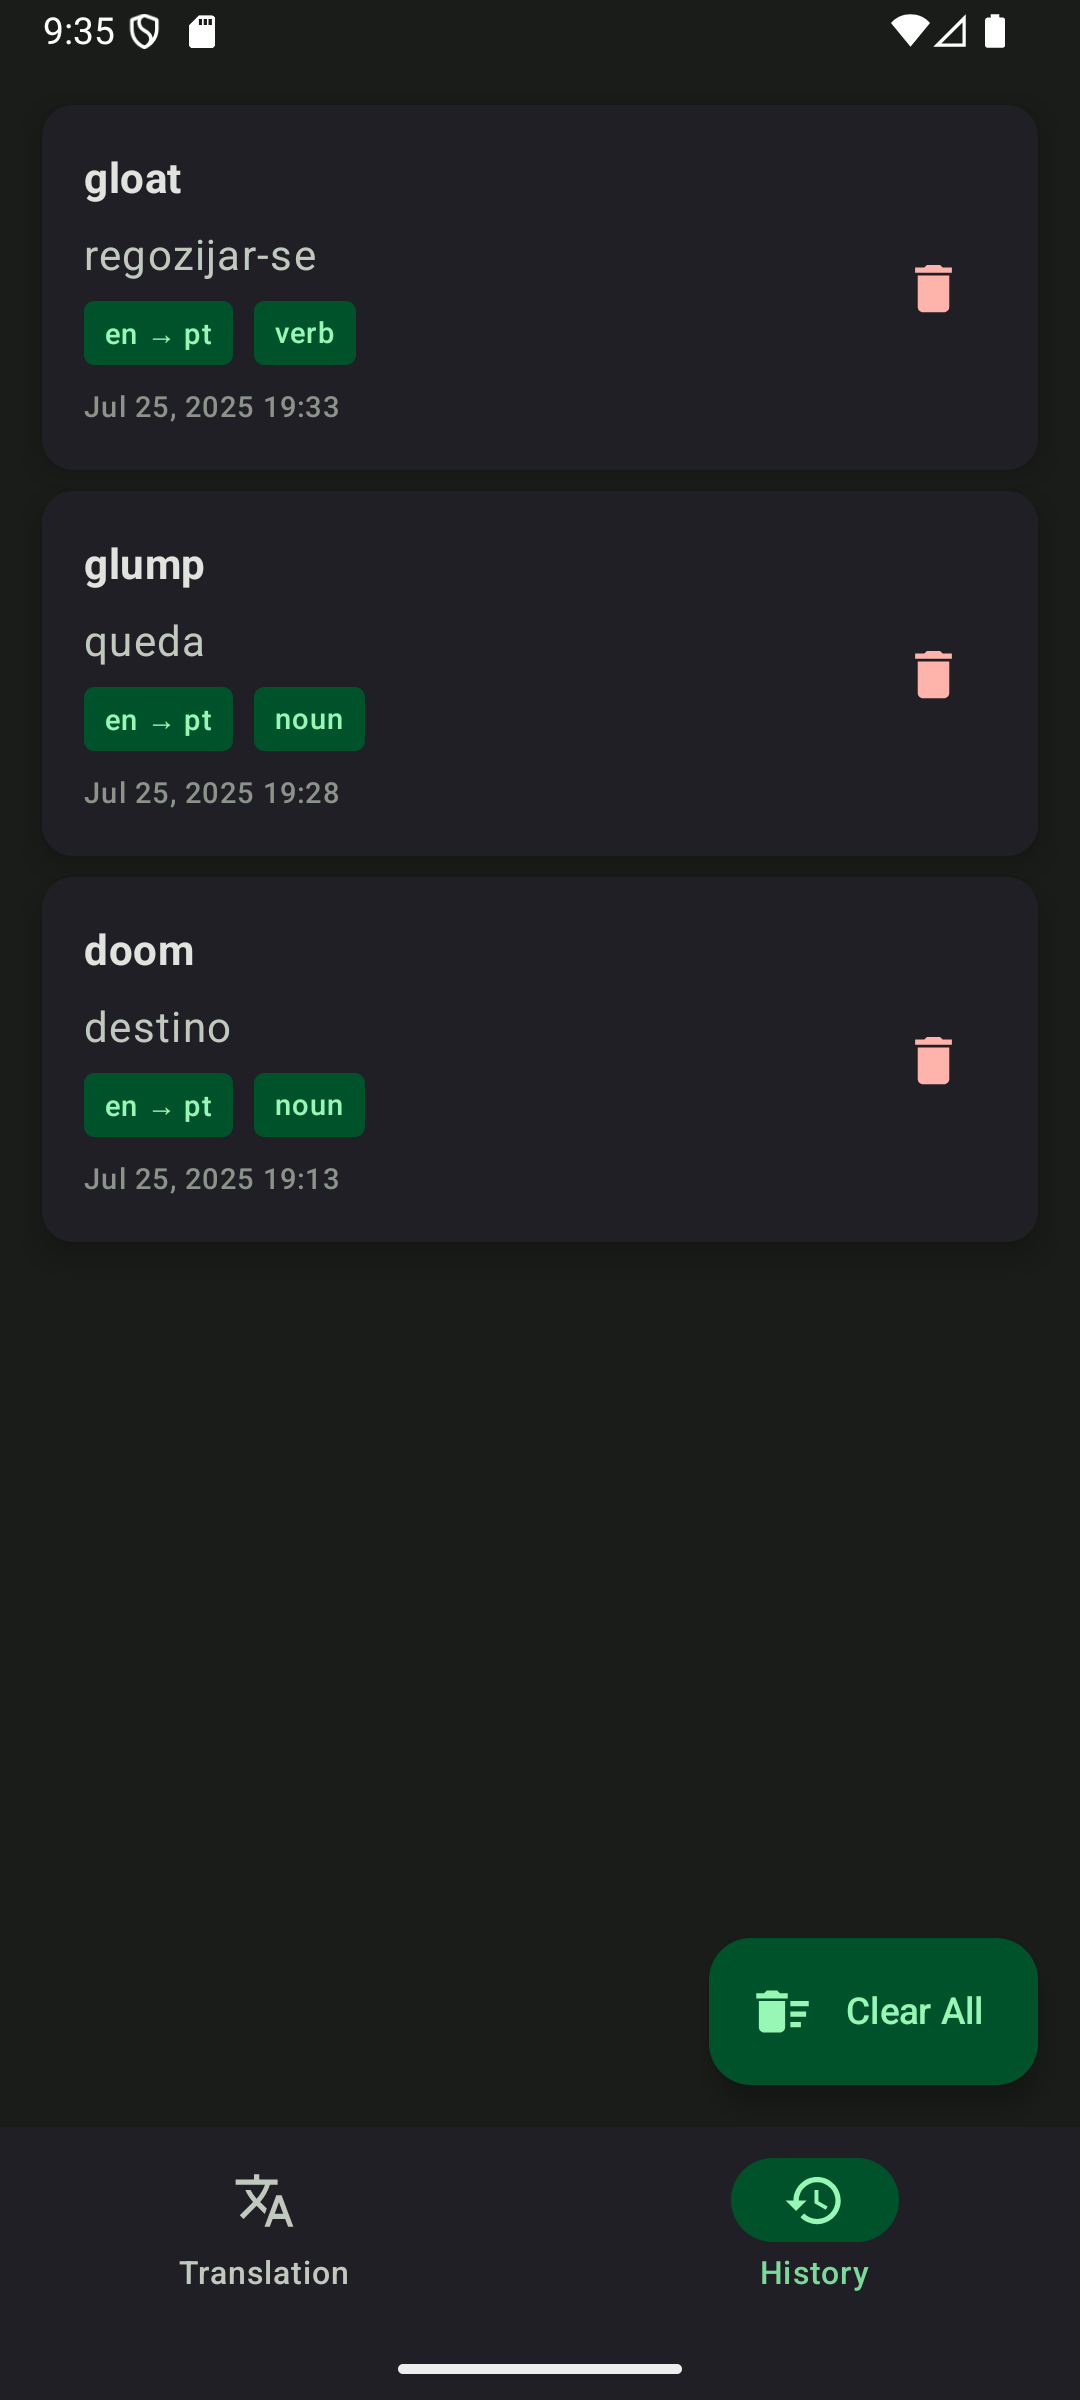 9:35
gloat
regozijar-se
en → pt verb
Jul 25, 2025 19:33
glump
queda
en → pt noun
Jul 25, 2025 19:28
doom
destino
en → pt noun
Jul 25, 2025 19:13
Clear All
Translation History